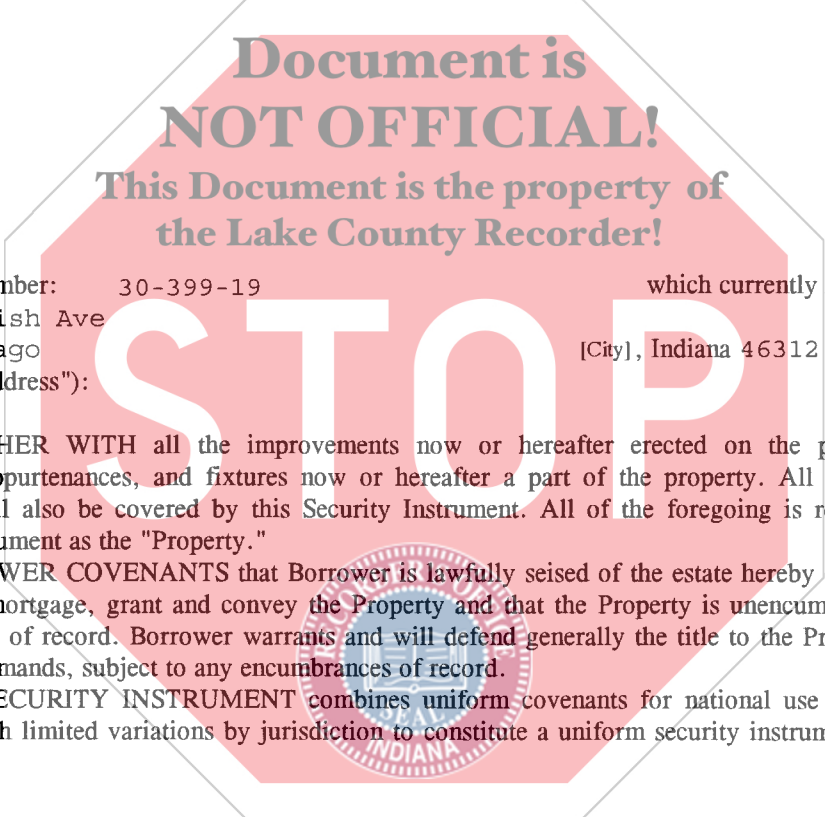 Document is
NOT OFFICIAL!
This Document is the property of
the Lake County Recorder!
nber: 30-399-19 which currently
ish Ave
ago [City], Indiana 46312
ddress"):
STOP
HER WITH all the improvements now or hereafter erected on the p
ppurtenances, and fixtures now or hereafter a part of the property. All
l also be covered by this Security Instrument. All of the foregoing is r
ument as the "Property."
WER COVENANTS that Borrower is lawfully seised of the estate hereby
nortgage, grant and convey the Property and that the Property is unencum
of record. Borrower warrants and will defend generally the title to the Pr
mands, subject to any encumbrances of record.
ECURITY INSTRUMENT combines uniform covenants for national use
h limited variations by jurisdiction to constitute a uniform security instrum
SEAL
INDIANA